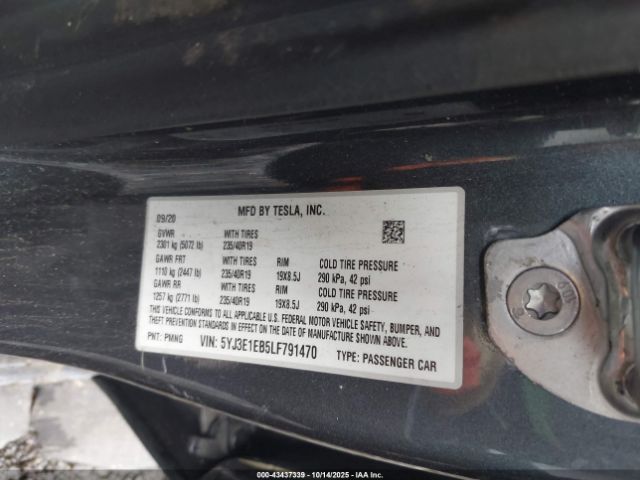 09/20 MFD BY TESLA, INC.
GVWR WITH TIRES
2301 kg (5072 lb) 235/40R19
GAWR FRT WITH TIRES RIM COLD TIRE PRESSURE
1110 kg (2447 lb) 235/40R19 19X8.5J 290 kPa, 42 psi
GAWR RR WITH TIRES RIM COLD TIRE PRESSURE
1257 kg (2771 lb) 235/40R19 19X8.5J 290 kPa, 42 psi
THIS VEHICLE CONFORMS TO ALL APPLICABLE U.S. FEDERAL MOTOR VEHICLE SAFETY, BUMPER, AND
THEFT PREVENTION STANDARDS IN EFFECT ON THE DATE OF MANUFACTURE SHOWN ABOVE.
PNT: PMNG VIN: 5YJ3E1EB5LF791470 TYPE: PASSENGER CAR
000-43437339 - 10/14/2025 - IAA Inc.